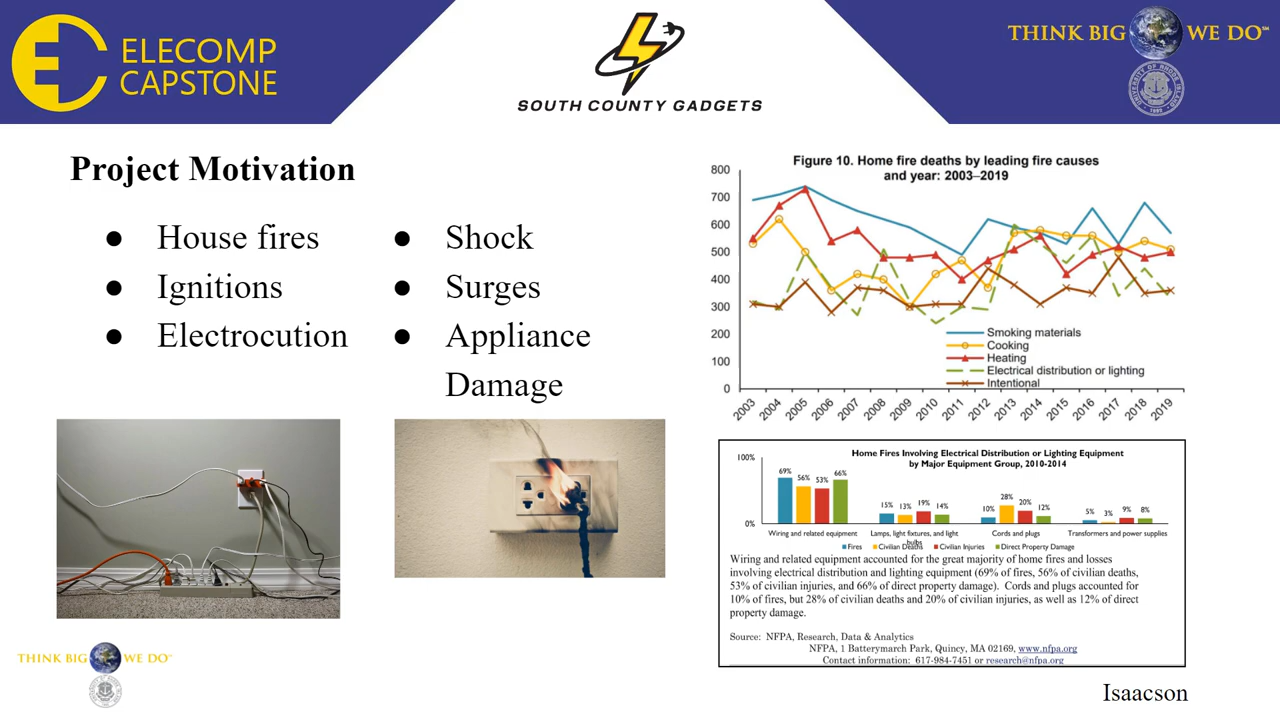 ELECOMP
CAPSTONE
SOUTH COUNTY GADGETS
THINK BIG WE DO℠
UNIVERSITY OF RHODE ISLAND
1892
Project Motivation
● House fires
● Ignitions
● Electrocution
● Shock
● Surges
● Appliance
Damage
Figure 10. Home fire deaths by leading fire causes
and year: 2003–2019
800
700
600
500
400
300
200
100
0
Smoking materials
Cooking
Heating
Electrical distribution or lighting
Intentional
2003 2004 2005 2006 2007 2008 2009 2010 2011 2012 2013 2014 2015 2016 2017 2018 2019
Home Fires Involving Electrical Distribution or Lighting Equipment
by Major Equipment Group, 2010-2014
100%
0%
69% 56% 53% 66%
15% 13% 19% 14%
10% 28% 20% 12%
5% 3% 9% 8%
Wiring and related equipment
Lamps, light fixtures, and light
bulbs
Cords and plugs
Transformers and power supplies
Fires Civilian Deaths Civilian Injuries Direct Property Damage
Wiring and related equipment accounted for the great majority of home fires and losses
involving electrical distribution and lighting equipment (69% of fires, 56% of civilian deaths,
53% of civilian injuries, and 66% of direct property damage). Cords and plugs accounted for
10% of fires, but 28% of civilian deaths and 20% of civilian injuries, as well as 12% of direct
property damage.
Source: NFPA, Research, Data & Analytics
NFPA, 1 Batterymarch Park, Quincy, MA 02169, www.nfpa.org
Contact information: 617-984-7451 or research@nfpa.org
THINK BIG WE DO℠
Isaacson